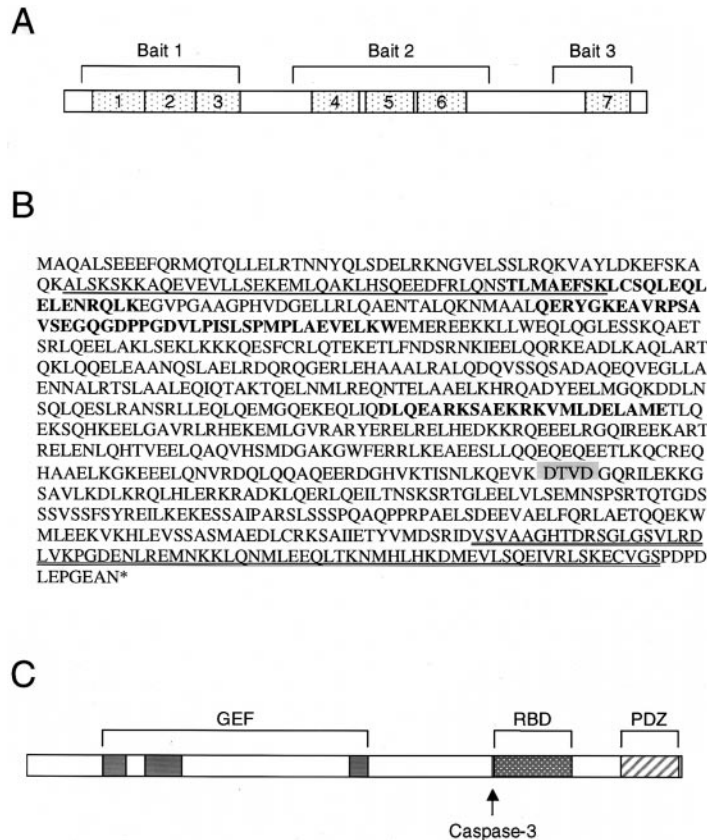 A
Bait 1 Bait 2 Bait 3
1 2 3 4 5 6 7
B
MAQALSEEEFQRMQTQLLELRTNNYQLSDELRKNGVELSSLRQKVAYLDKEFSKA
QKALSKSKKAQEVEVLLSEKEMLQAKLHSQEEDFRLQNSTLMAEFSKLCSQLEQL
ELENRQLKEGVPGAAGPHVDGELLRLQAENTALQKNMAALQERYGKEAVRPSA
VSEGQGDPPGDVLPISLSPMPLAEVELKWEMEREEKKLLWEQLQGLESSKQAET
SRLQEELAKLSEKLKKKQESFCRLQTEKETLFNDSRNKIEELQQRKEADLKAQLART
QKLQQELEAANQSLAELRDQRQGERLEHAAALRALQDQVSSQSADAQEQVEGLLA
ENNALRTSLAALEQIQTAKTQELNMLREQNTELAAELKHRQADYEELMGQKDDLN
SQLQESLRANSRLLEQLQEMGQEKEQLIQDLQEARKSAEKRKVMLDELAMETLQ
EKSQHKEELGAVRLRHEKEMLGVRARYERELRELHEDKKRQEEELRGQIREEKART
RELENLQHTVEELQAQVHSMDGAKGWFERRLKEAEESLLQQEQEQEETLKQCREQ
HAAELKGKEEELQNVRDQLQQAQEERDGHVKTISNLKQEVK DTVD GQRILEKKG
SAVLKDLKRQLHLERKRADKLQERLQEILTNSKSRTGLEELVLSEMNSPSRTQTGDS
SSVSSFSYREILKEKESSAIPARSLSSSPQAQPPRPAELSDEEVAELFQRLAETQQEKW
MLEEKVKHLEVSSASMAEDLCRKSAIIETYVMDSRIDVSVAAGHTDRSGLGSVLRD
LVKPGDENLREMNKKLQNMLEEQLTKNMHLHKDMEVLSQEIVRLSKECVGSPDPD
LEPGEAN*
C
GEF RBD PDZ
Caspase-3